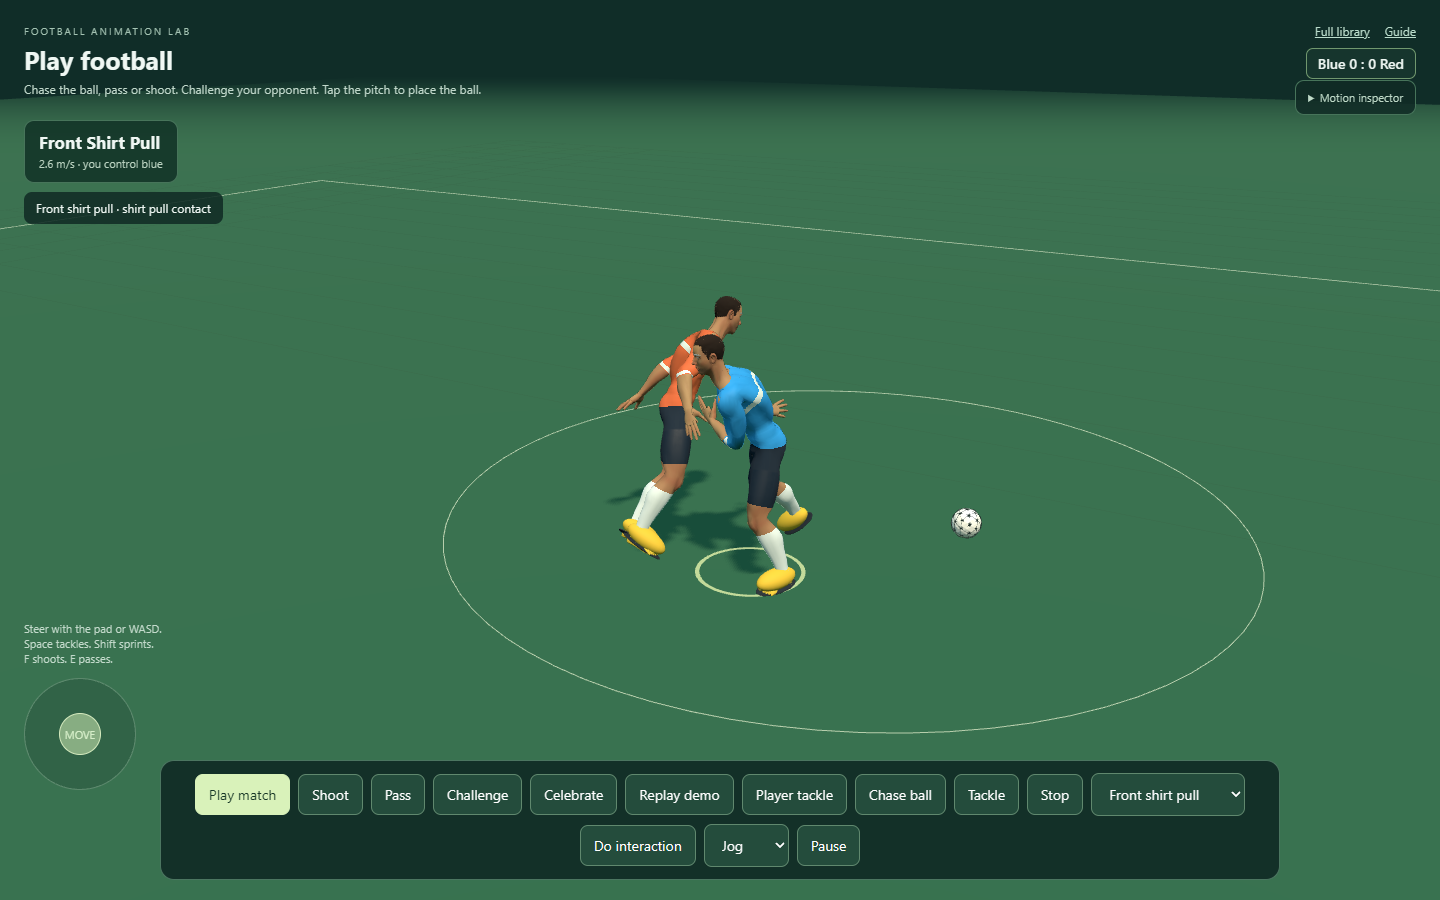 FOOTBALL ANIMATION LAB
Play football
Chase the ball, pass or shoot. Challenge your opponent. Tap the pitch to place the ball.
Full library Guide
Blue 0 : 0 Red
▶ Motion inspector
Front Shirt Pull
2.6 m/s · you control blue
Front shirt pull · shirt pull contact
Steer with the pad or WASD.
Space tackles. Shift sprints.
F shoots. E passes.
MOVE
Play match Shoot Pass Challenge Celebrate Replay demo Player tackle Chase ball Tackle Stop Front shirt pull
Do interaction Jog Pause